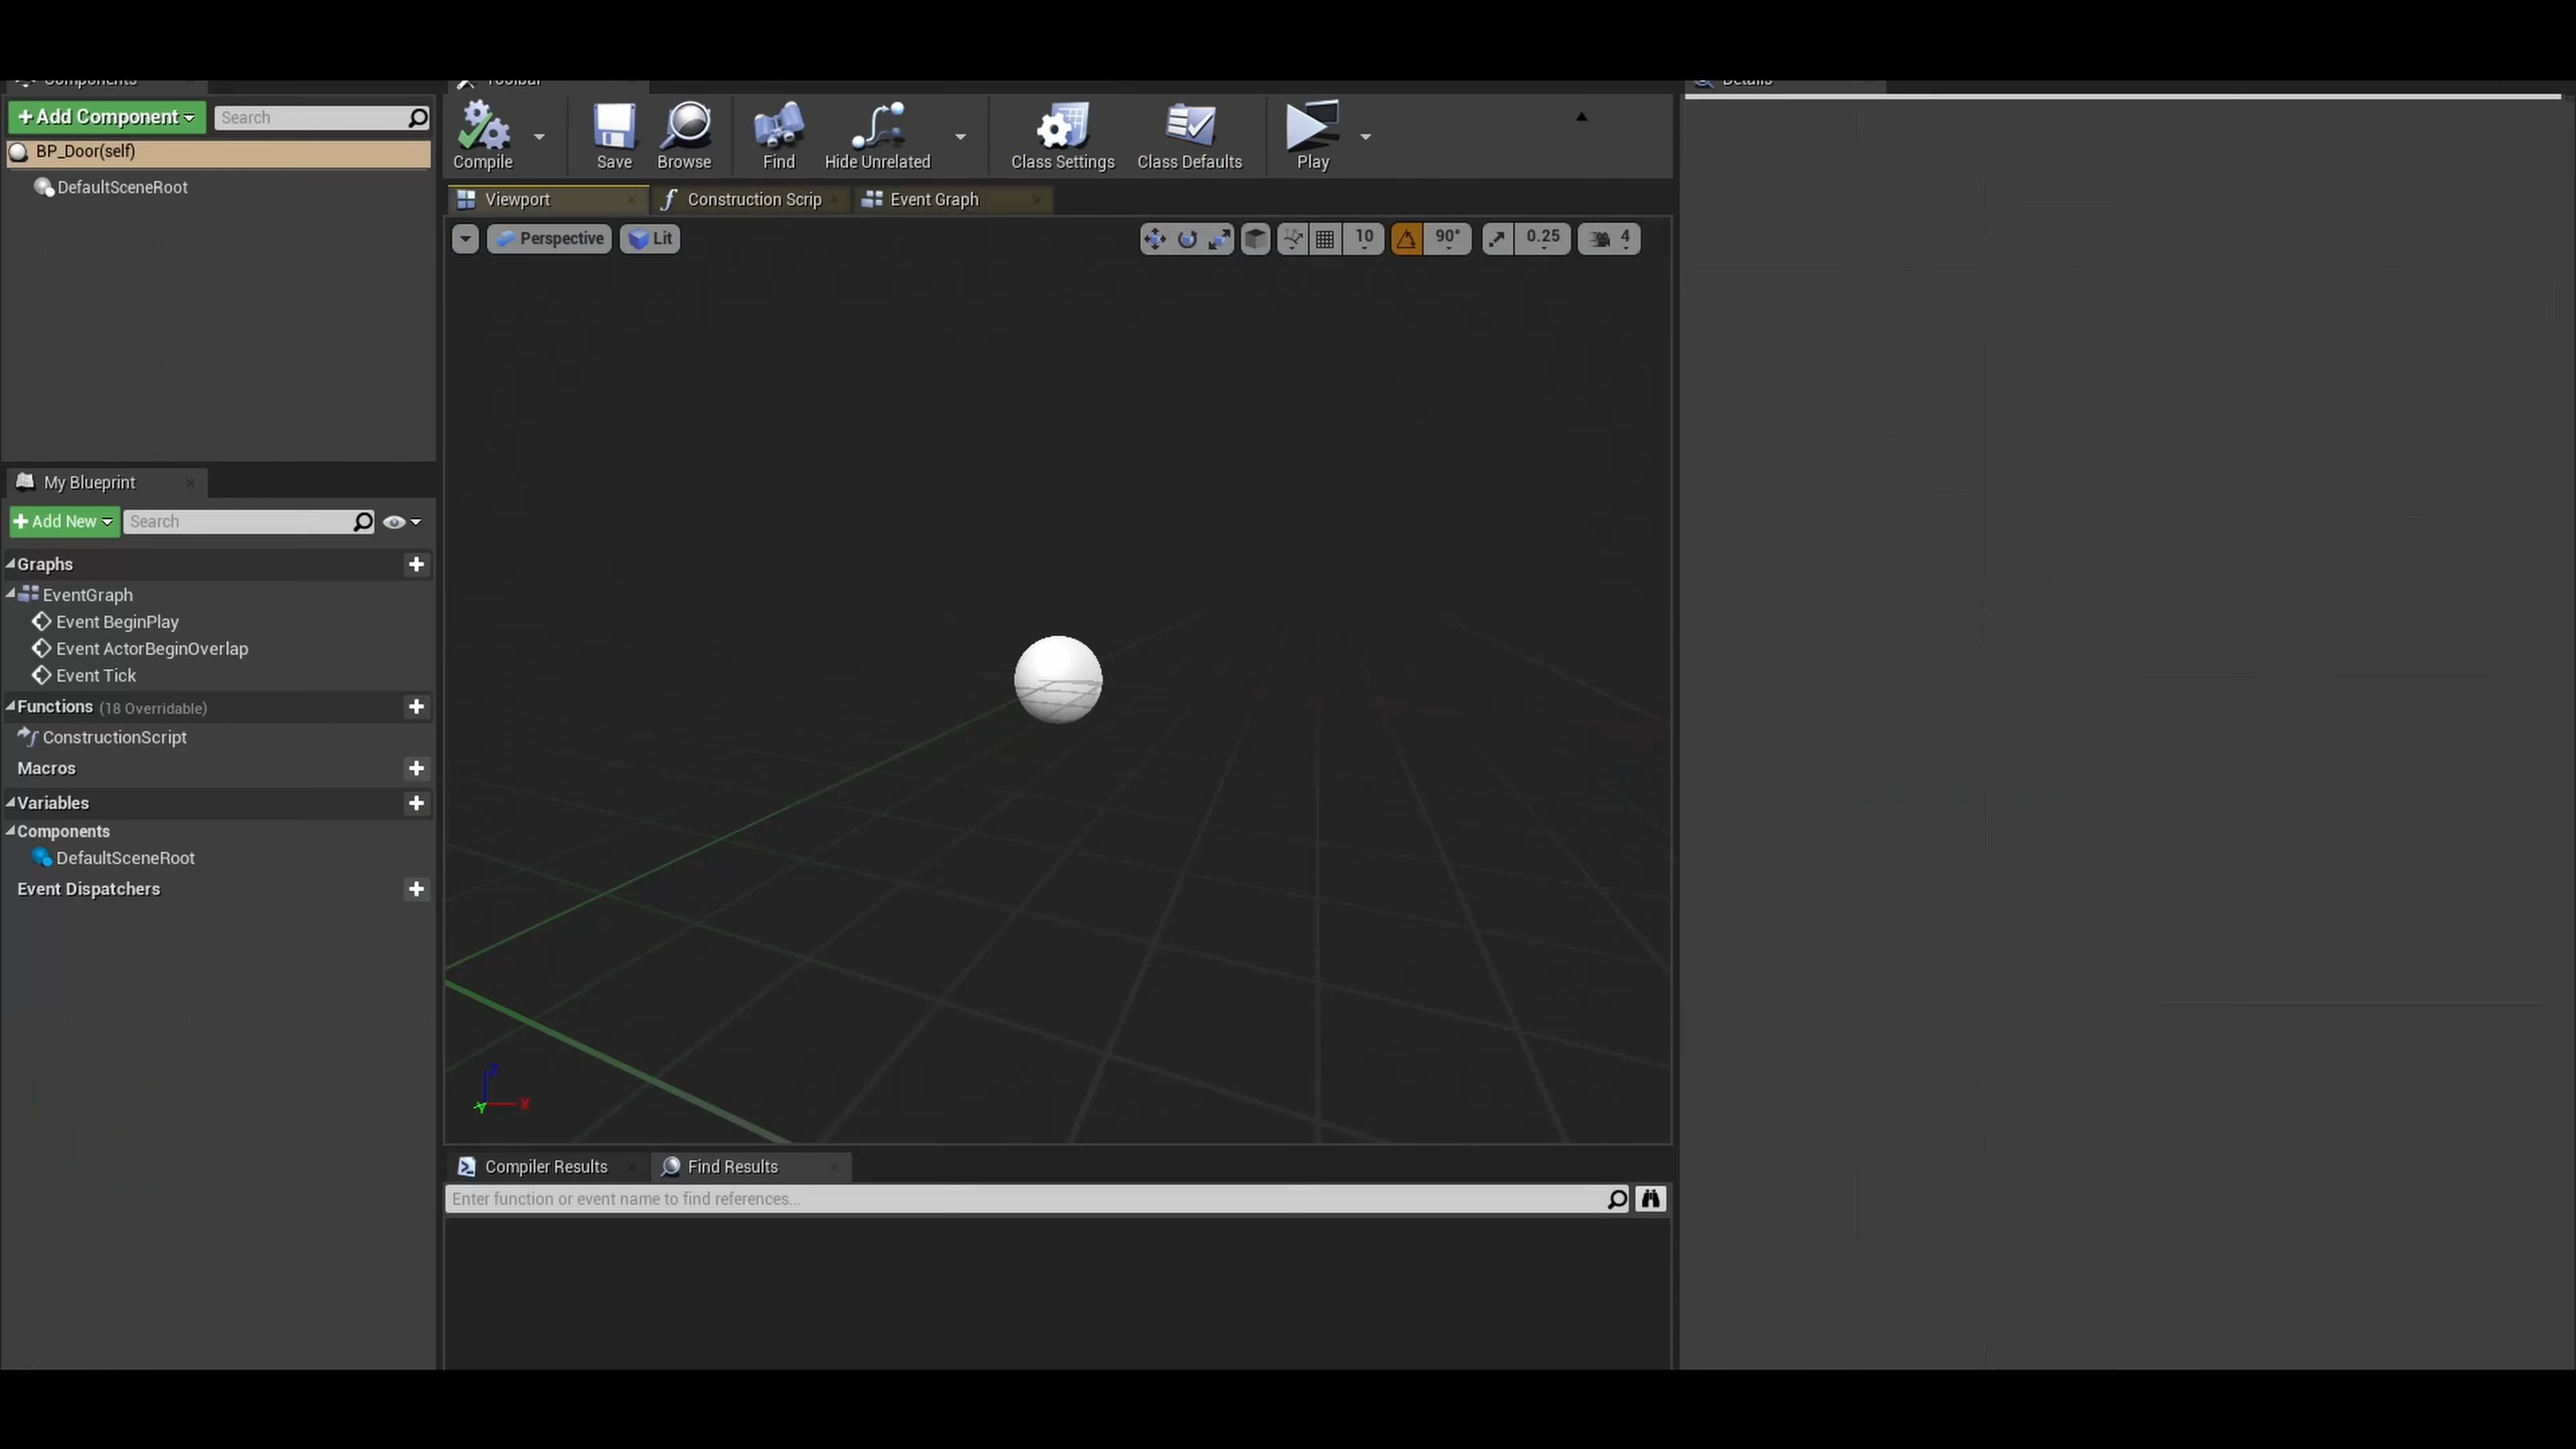 Components
Toolbar
Details
Add Component
Search
BP_Door(self)
DefaultSceneRoot
Compile
Save
Browse
Find
Hide Unrelated
Class Settings
Class Defaults
Play
Viewport
Construction Scrip
Event Graph
Perspective
Lit
10
90°
0.25
4
My Blueprint
Add New
Search
Graphs
EventGraph
Event BeginPlay
Event ActorBeginOverlap
Event Tick
Functions (18 Overridable)
ConstructionScript
Macros
Variables
Components
DefaultSceneRoot
Event Dispatchers
Z
Y
X
Compiler Results
Find Results
Enter function or event name to find references...